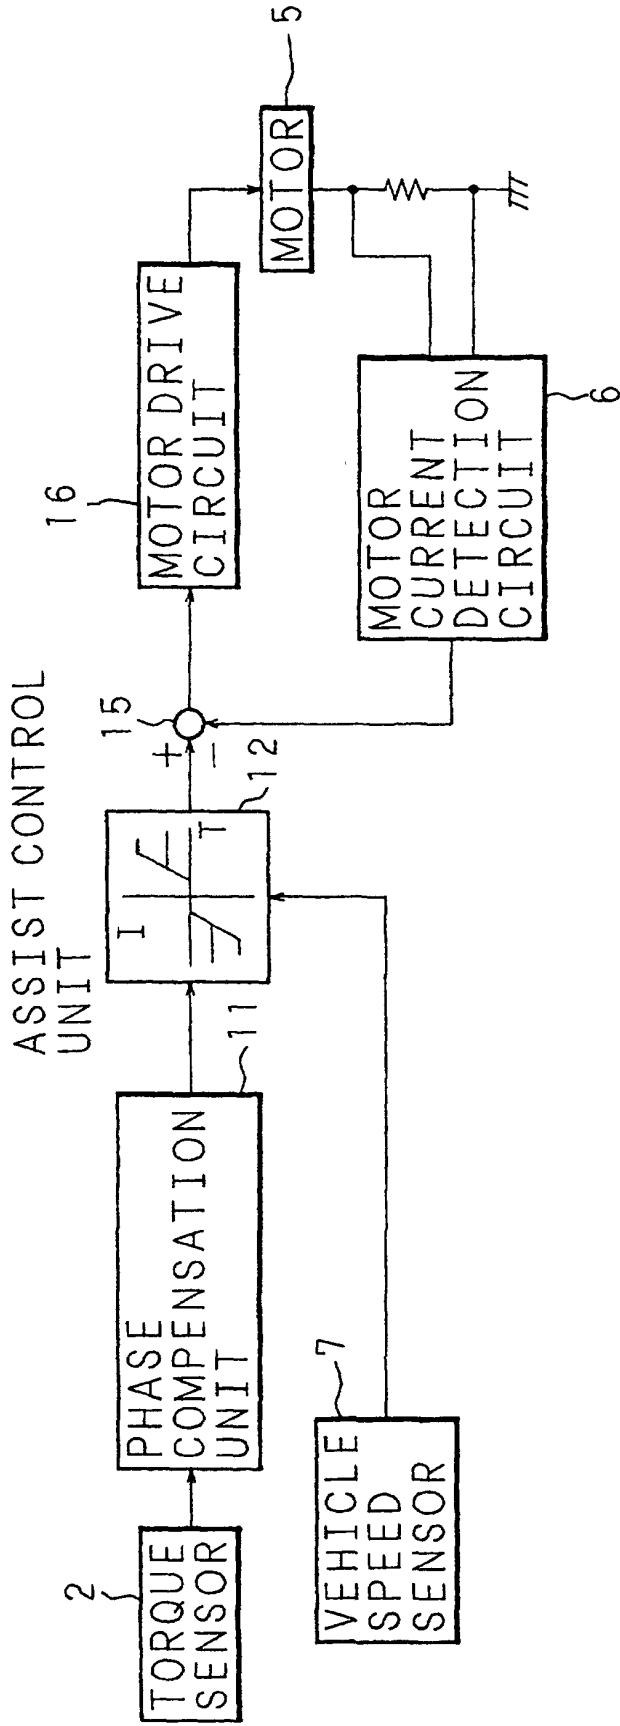 2
TORQUE
SENSOR
PHASE
COMPENSATION
UNIT
11
ASSIST CONTROL
UNIT
I
T
12
+
−
15
16
MOTOR DRIVE
CIRCUIT
MOTOR
5
MOTOR
CURRENT
DETECTION
CIRCUIT
6
7
VEHICLE
SPEED
SENSOR